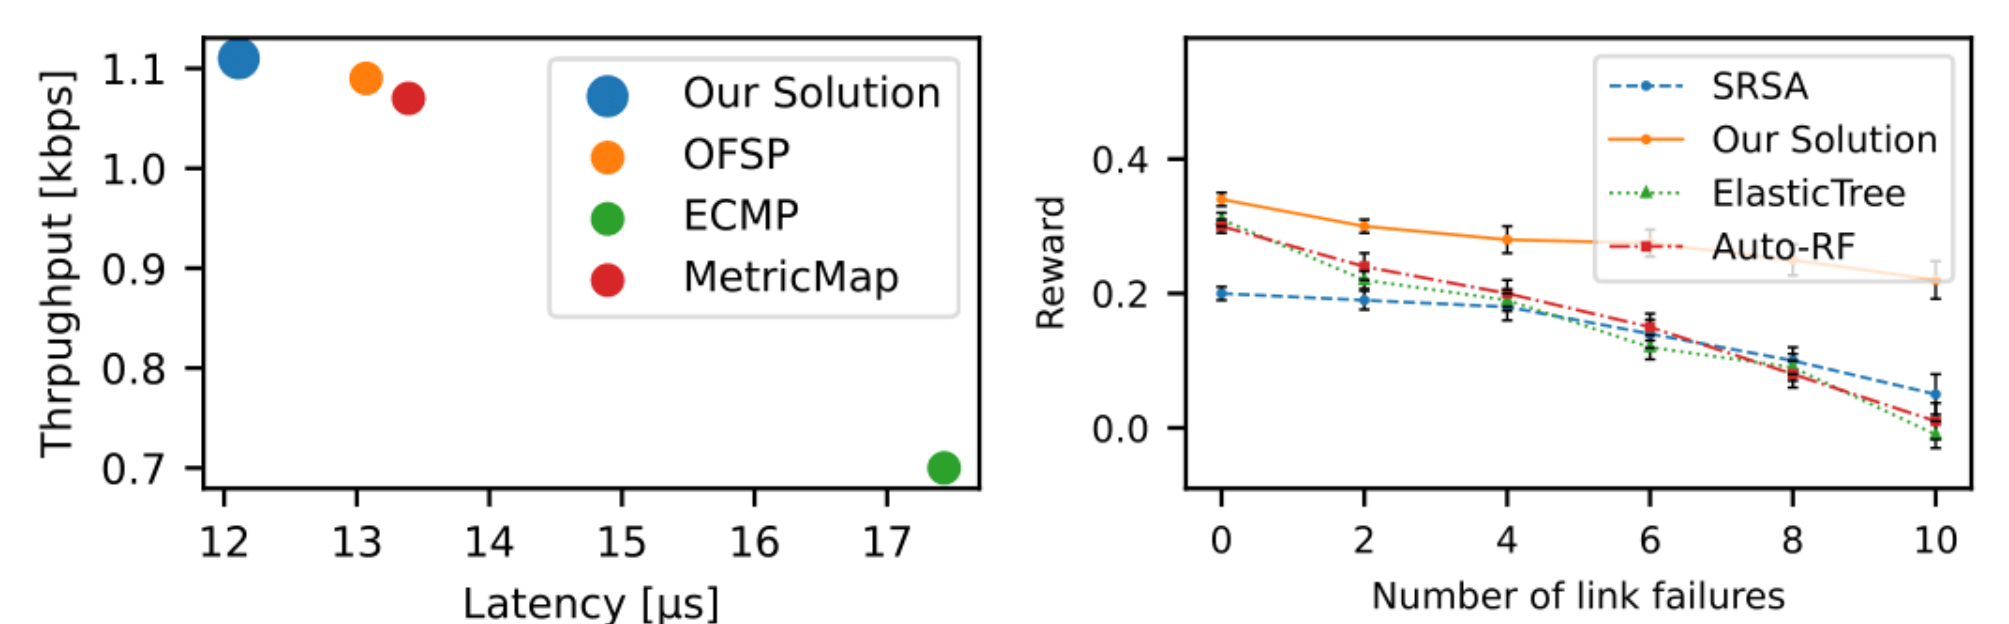 Thrpughput [kbps]
1.1
1.0
0.9
0.8
0.7
Our Solution
OFSP
ECMP
MetricMap
12 13 14 15 16 17
Latency [µs]
Reward
0.4
0.2
0.0
SRSA
Our Solution
ElasticTree
Auto-RF
0 2 4 6 8 10
Number of link failures